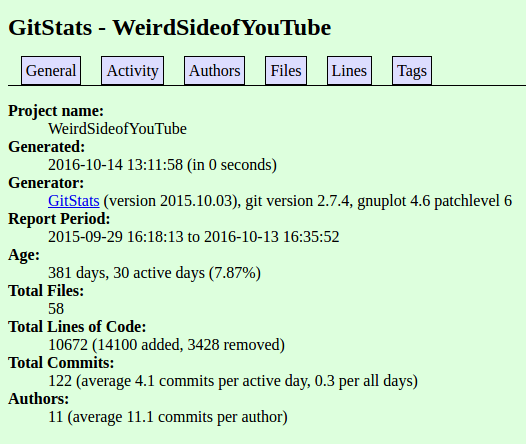 GitStats - WeirdSideofYouTube
General Activity Authors Files Lines Tags
Project name:
WeirdSideofYouTube
Generated:
2016-10-14 13:11:58 (in 0 seconds)
Generator:
GitStats (version 2015.10.03), git version 2.7.4, gnuplot 4.6 patchlevel 6
Report Period:
2015-09-29 16:18:13 to 2016-10-13 16:35:52
Age:
381 days, 30 active days (7.87%)
Total Files:
58
Total Lines of Code:
10672 (14100 added, 3428 removed)
Total Commits:
122 (average 4.1 commits per active day, 0.3 per all days)
Authors:
11 (average 11.1 commits per author)